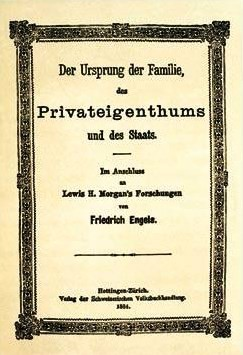 Der Ursprung der Familie,
des
Privateigenthums
und des Staats.
Im Anschluss
an
Lewis H. Morgan's Forschungen
von
Friedrich Engels.
Hottingen-Zürich.
Verlag der Schweizerischen Volksbuchhandlung.
1884.